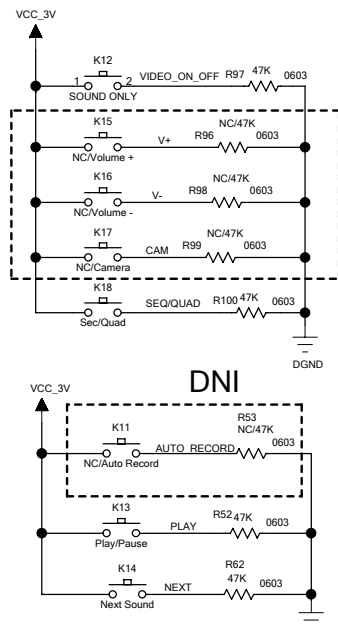 VCC_3V
K12
1 2 VIDEO_ON_OFF R97 47K 0603
SOUND ONLY
K15 NC/47K
V+ R96 0603
NC/Volume +
K16 NC/47K
V- R98 0603
NC/Volume -
K17 NC/47K
CAM R99 0603
NC/Camera
K18
SEQ/QUAD R100 47K 0603
Sec/Quad
DGND
DNI
VCC_3V
K11 R53
NC/47K
AUTO_RECORD 0603
NC/Auto Record
K13
PLAY R52 47K 0603
Play/Pause
K14 R62
NEXT 47K 0603
Next Sound